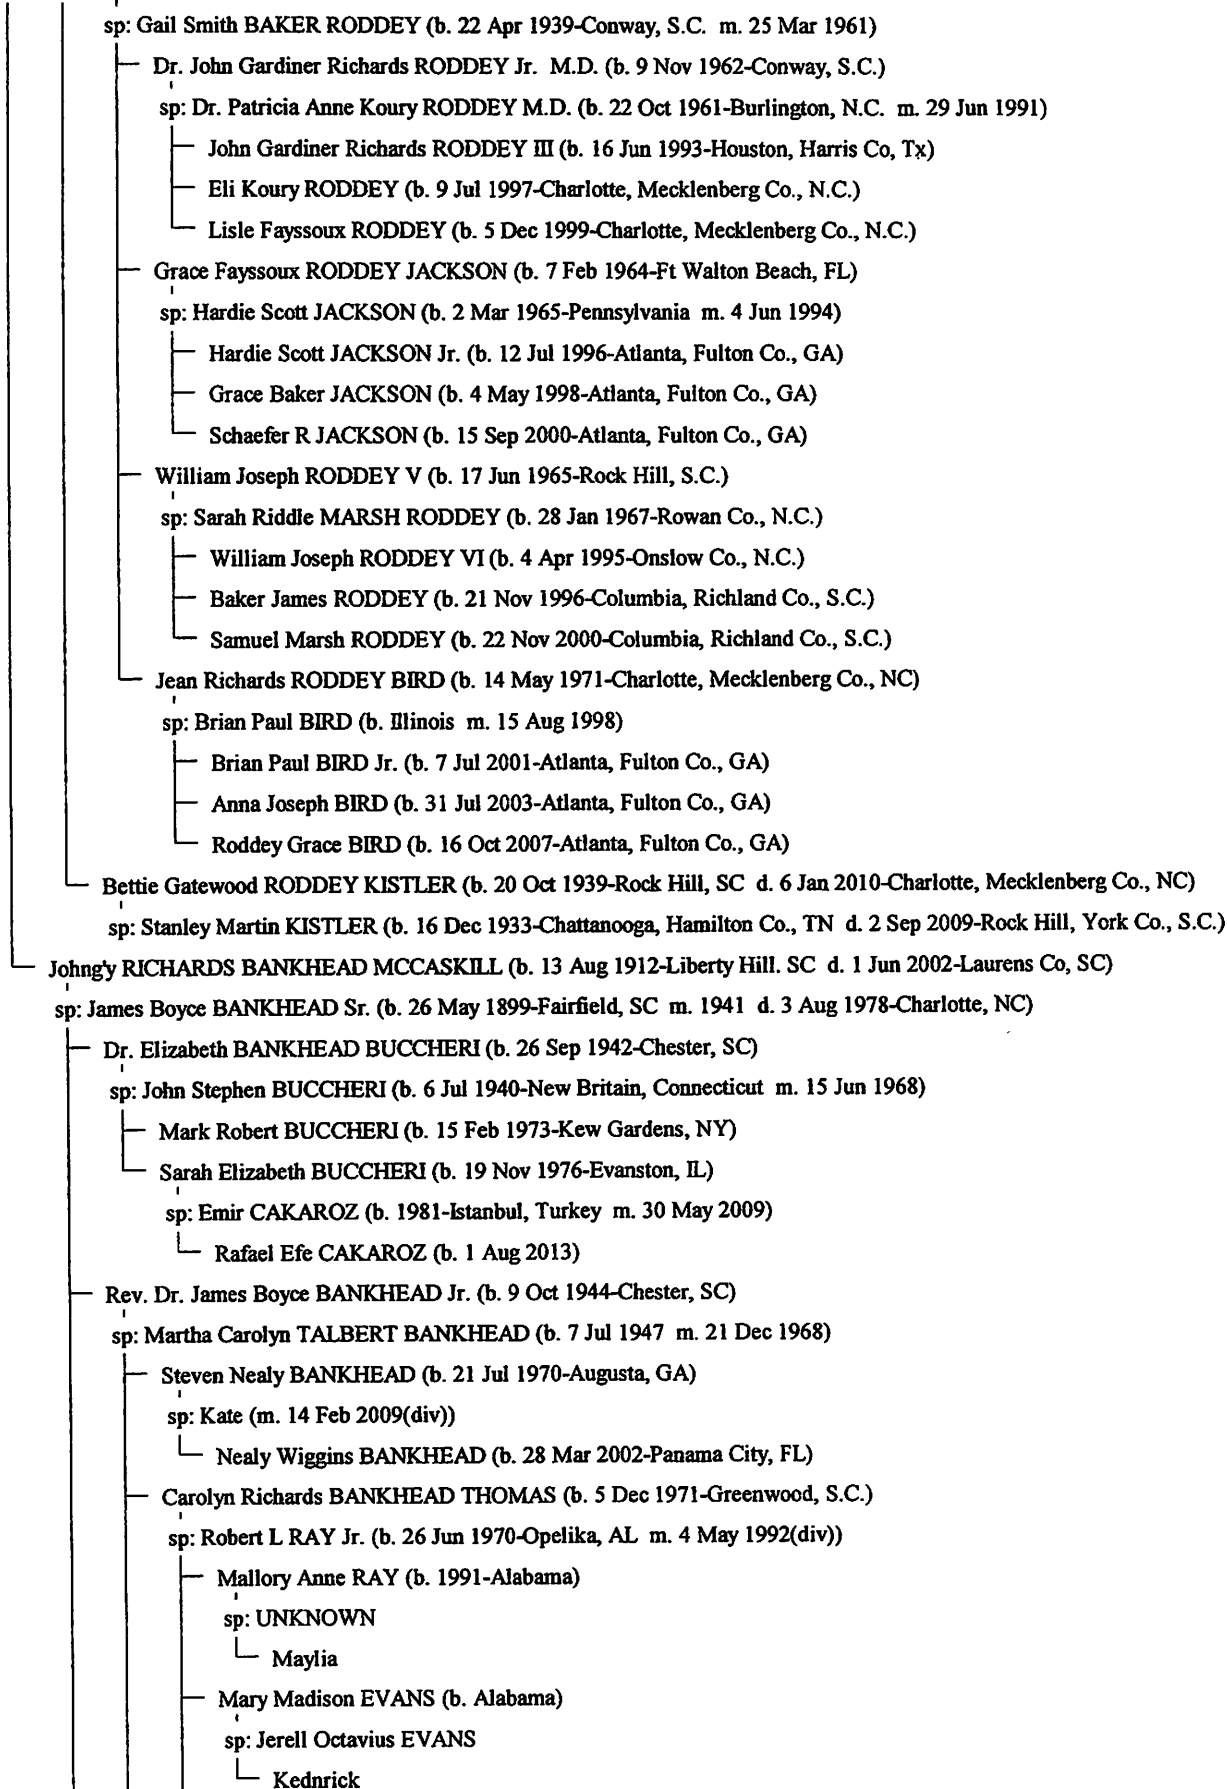 sp: Gail Smith BAKER RODDEY (b. 22 Apr 1939-Conway, S.C. m. 25 Mar 1961)
Dr. John Gardiner Richards RODDEY Jr. M.D. (b. 9 Nov 1962-Conway, S.C.)
sp: Dr. Patricia Anne Koury RODDEY M.D. (b. 22 Oct 1961-Burlington, N.C. m. 29 Jun 1991)
John Gardiner Richards RODDEY III (b. 16 Jun 1993-Houston, Harris Co, Tx)
Eli Koury RODDEY (b. 9 Jul 1997-Charlotte, Mecklenberg Co., N.C.)
Lisle Fayssoux RODDEY (b. 5 Dec 1999-Charlotte, Mecklenberg Co., N.C.)
Grace Fayssoux RODDEY JACKSON (b. 7 Feb 1964-Ft Walton Beach, FL)
sp: Hardie Scott JACKSON (b. 2 Mar 1965-Pennsylvania m. 4 Jun 1994)
Hardie Scott JACKSON Jr. (b. 12 Jul 1996-Atlanta, Fulton Co., GA)
Grace Baker JACKSON (b. 4 May 1998-Atlanta, Fulton Co., GA)
Schaefer R JACKSON (b. 15 Sep 2000-Atlanta, Fulton Co., GA)
William Joseph RODDEY V (b. 17 Jun 1965-Rock Hill, S.C.)
sp: Sarah Riddle MARSH RODDEY (b. 28 Jan 1967-Rowan Co., N.C.)
William Joseph RODDEY VI (b. 4 Apr 1995-Onslow Co., N.C.)
Baker James RODDEY (b. 21 Nov 1996-Columbia, Richland Co., S.C.)
Samuel Marsh RODDEY (b. 22 Nov 2000-Columbia, Richland Co., S.C.)
Jean Richards RODDEY BIRD (b. 14 May 1971-Charlotte, Mecklenberg Co., NC)
sp: Brian Paul BIRD (b. Illinois m. 15 Aug 1998)
Brian Paul BIRD Jr. (b. 7 Jul 2001-Atlanta, Fulton Co., GA)
Anna Joseph BIRD (b. 31 Jul 2003-Atlanta, Fulton Co., GA)
Roddey Grace BIRD (b. 16 Oct 2007-Atlanta, Fulton Co., GA)
Bettie Gatewood RODDEY KISTLER (b. 20 Oct 1939-Rock Hill, SC d. 6 Jan 2010-Charlotte, Mecklenberg Co., NC)
sp: Stanley Martin KISTLER (b. 16 Dec 1933-Chattanooga, Hamilton Co., TN d. 2 Sep 2009-Rock Hill, York Co., S.C.)
Johng'y RICHARDS BANKHEAD MCCASKILL (b. 13 Aug 1912-Liberty Hill. SC d. 1 Jun 2002-Laurens Co, SC)
sp: James Boyce BANKHEAD Sr. (b. 26 May 1899-Fairfield, SC m. 1941 d. 3 Aug 1978-Charlotte, NC)
Dr. Elizabeth BANKHEAD BUCCHERI (b. 26 Sep 1942-Chester, SC)
sp: John Stephen BUCCHERI (b. 6 Jul 1940-New Britain, Connecticut m. 15 Jun 1968)
Mark Robert BUCCHERI (b. 15 Feb 1973-Kew Gardens, NY)
Sarah Elizabeth BUCCHERI (b. 19 Nov 1976-Evanston, IL)
sp: Emir CAKAROZ (b. 1981-Istanbul, Turkey m. 30 May 2009)
Rafael Efe CAKAROZ (b. 1 Aug 2013)
Rev. Dr. James Boyce BANKHEAD Jr. (b. 9 Oct 1944-Chester, SC)
sp: Martha Carolyn TALBERT BANKHEAD (b. 7 Jul 1947 m. 21 Dec 1968)
Steven Nealy BANKHEAD (b. 21 Jul 1970-Augusta, GA)
sp: Kate (m. 14 Feb 2009(div))
Nealy Wiggins BANKHEAD (b. 28 Mar 2002-Panama City, FL)
Carolyn Richards BANKHEAD THOMAS (b. 5 Dec 1971-Greenwood, S.C.)
sp: Robert L RAY Jr. (b. 26 Jun 1970-Opelika, AL m. 4 May 1992(div))
Mallory Anne RAY (b. 1991-Alabama)
sp: UNKNOWN
Maylia
Mary Madison EVANS (b. Alabama)
sp: Jerell Octavius EVANS
Kednrick